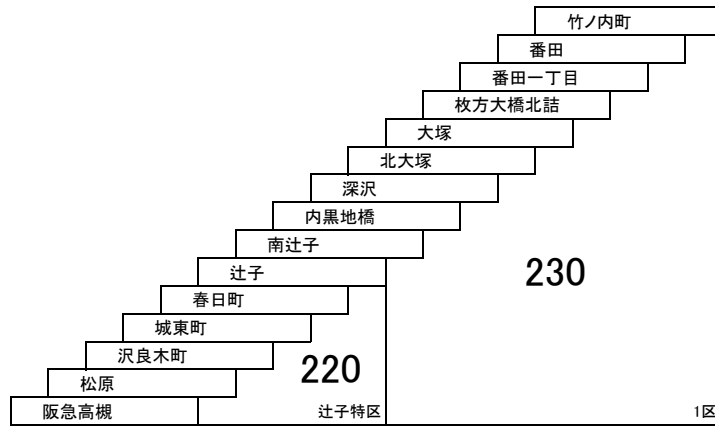 竹ノ内町
番田
番田一丁目
枚方大橋北詰
大塚
北大塚
深沢
内黒地橋
南辻子
辻子
230
春日町
城東町
沢良木町
220
松原
阪急高槻
辻子特区
1区